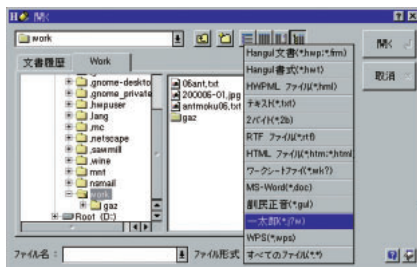 開く
work
開く
文書履歴 Work
取消
.gnome-deskto
.gnome_private
.hwpuser
.lang
.mc
.netscape
.sawmill
.wine
mnt
nsmail
work
gaz
Root (D:)
06ant.txt
200006-01.jpg
antmoku06.txt
gaz
Hangul 文書(*.hwp;*.frm)
Hangul 書式(*.hwt)
HWPML ファイル(*.hml)
テキスト(*.txt)
2バイト(*.2b)
RTF ファイル(*.rtf)
HTML ファイル(*.htm;*.html
ワークシートファイ(*.wk?)
MS-Word(*.doc)
訓民正音(*.gul)
一太郎(*.j?w)
WPS(*.wps)
すべてのファイル(*.*)
ファイル名 :
ファイル形式